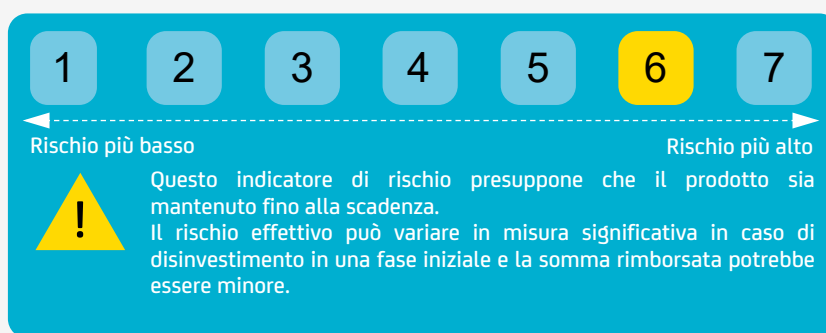 1 2 3 4 5 6 7
Rischio più basso Rischio più alto
Questo indicatore di rischio presuppone che il prodotto sia
mantenuto fino alla scadenza.
!
Il rischio effettivo può variare in misura significativa in caso di
disinvestimento in una fase iniziale e la somma rimborsata potrebbe
essere minore.